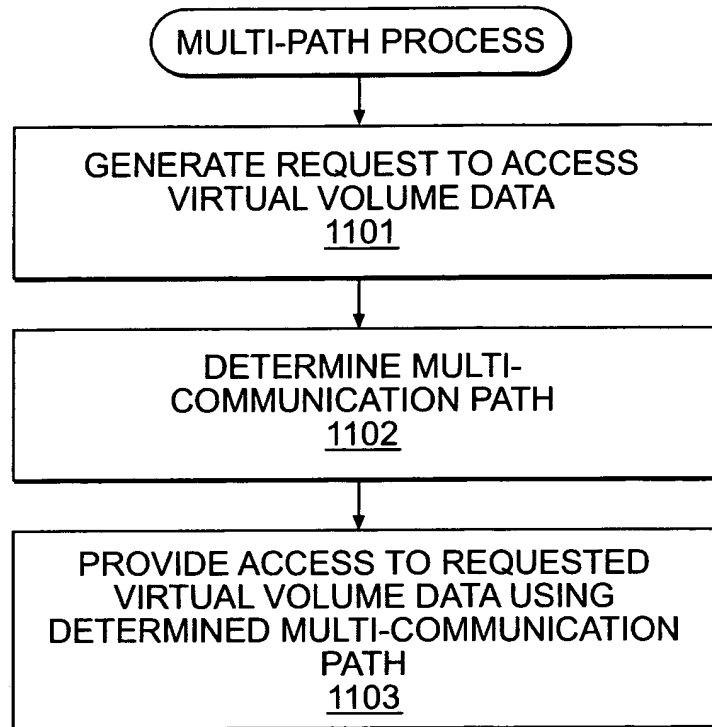 MULTI-PATH PROCESS
GENERATE REQUEST TO ACCESS
VIRTUAL VOLUME DATA
1101
DETERMINE MULTI-
COMMUNICATION PATH
1102
PROVIDE ACCESS TO REQUESTED
VIRTUAL VOLUME DATA USING
DETERMINED MULTI-COMMUNICATION
PATH
1103